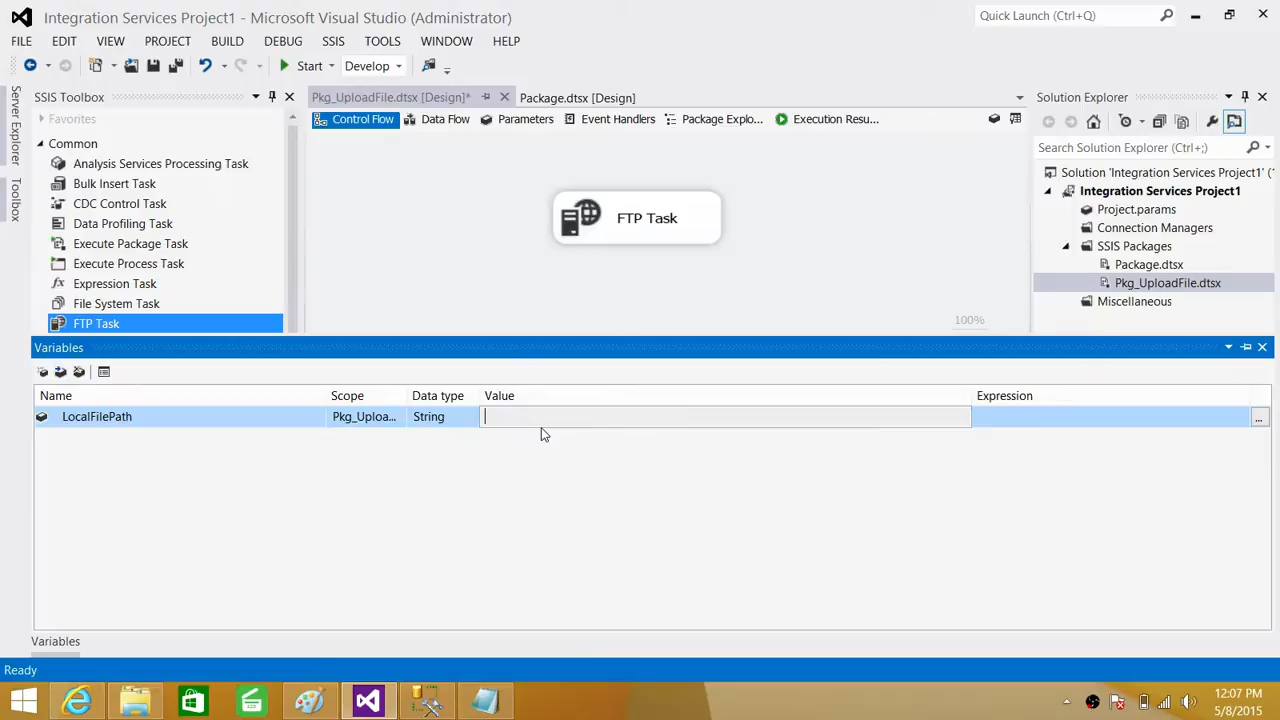 Integration Services Project1 - Microsoft Visual Studio (Administrator)
Quick Launch (Ctrl+Q)
FILE EDIT VIEW PROJECT BUILD DEBUG SSIS TOOLS WINDOW HELP
Start Develop
Server Explorer
Toolbox
SSIS Toolbox
Favorites
Common
Analysis Services Processing Task
Bulk Insert Task
CDC Control Task
Data Profiling Task
Execute Package Task
Execute Process Task
Expression Task
File System Task
FTP Task
Pkg_UploadFile.dtsx [Design]* Package.dtsx [Design]
Control Flow Data Flow Parameters Event Handlers Package Explo... Execution Resu...
FTP Task
100%
Solution Explorer
Search Solution Explorer (Ctrl+;)
Solution 'Integration Services Project1' (1
Integration Services Project1
Project.params
Connection Managers
SSIS Packages
Package.dtsx
Pkg_UploadFile.dtsx
Miscellaneous
Variables
Name Scope Data type Value Expression
LocalFilePath Pkg_Uploa... String ...
Variables
Ready
12:07 PM
5/8/2015